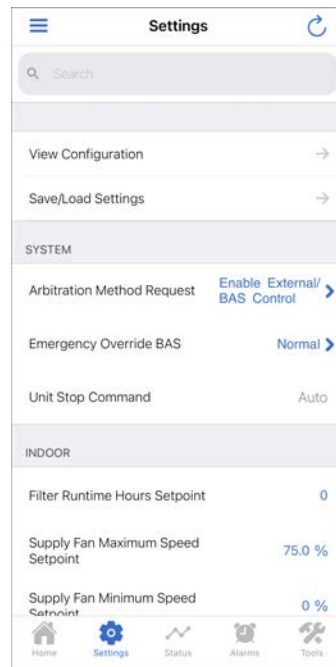 Settings
Search
View Configuration
Save/Load Settings
SYSTEM
Arbitration Method Request
Enable External/
BAS Control
Emergency Override BAS
Normal
Unit Stop Command
Auto
INDOOR
Filter Runtime Hours Setpoint
0
Supply Fan Maximum Speed
Setpoint
75.0 %
Supply Fan Minimum Speed
Setpoint
0 %
Home
Settings
Status
Alarms
Tools